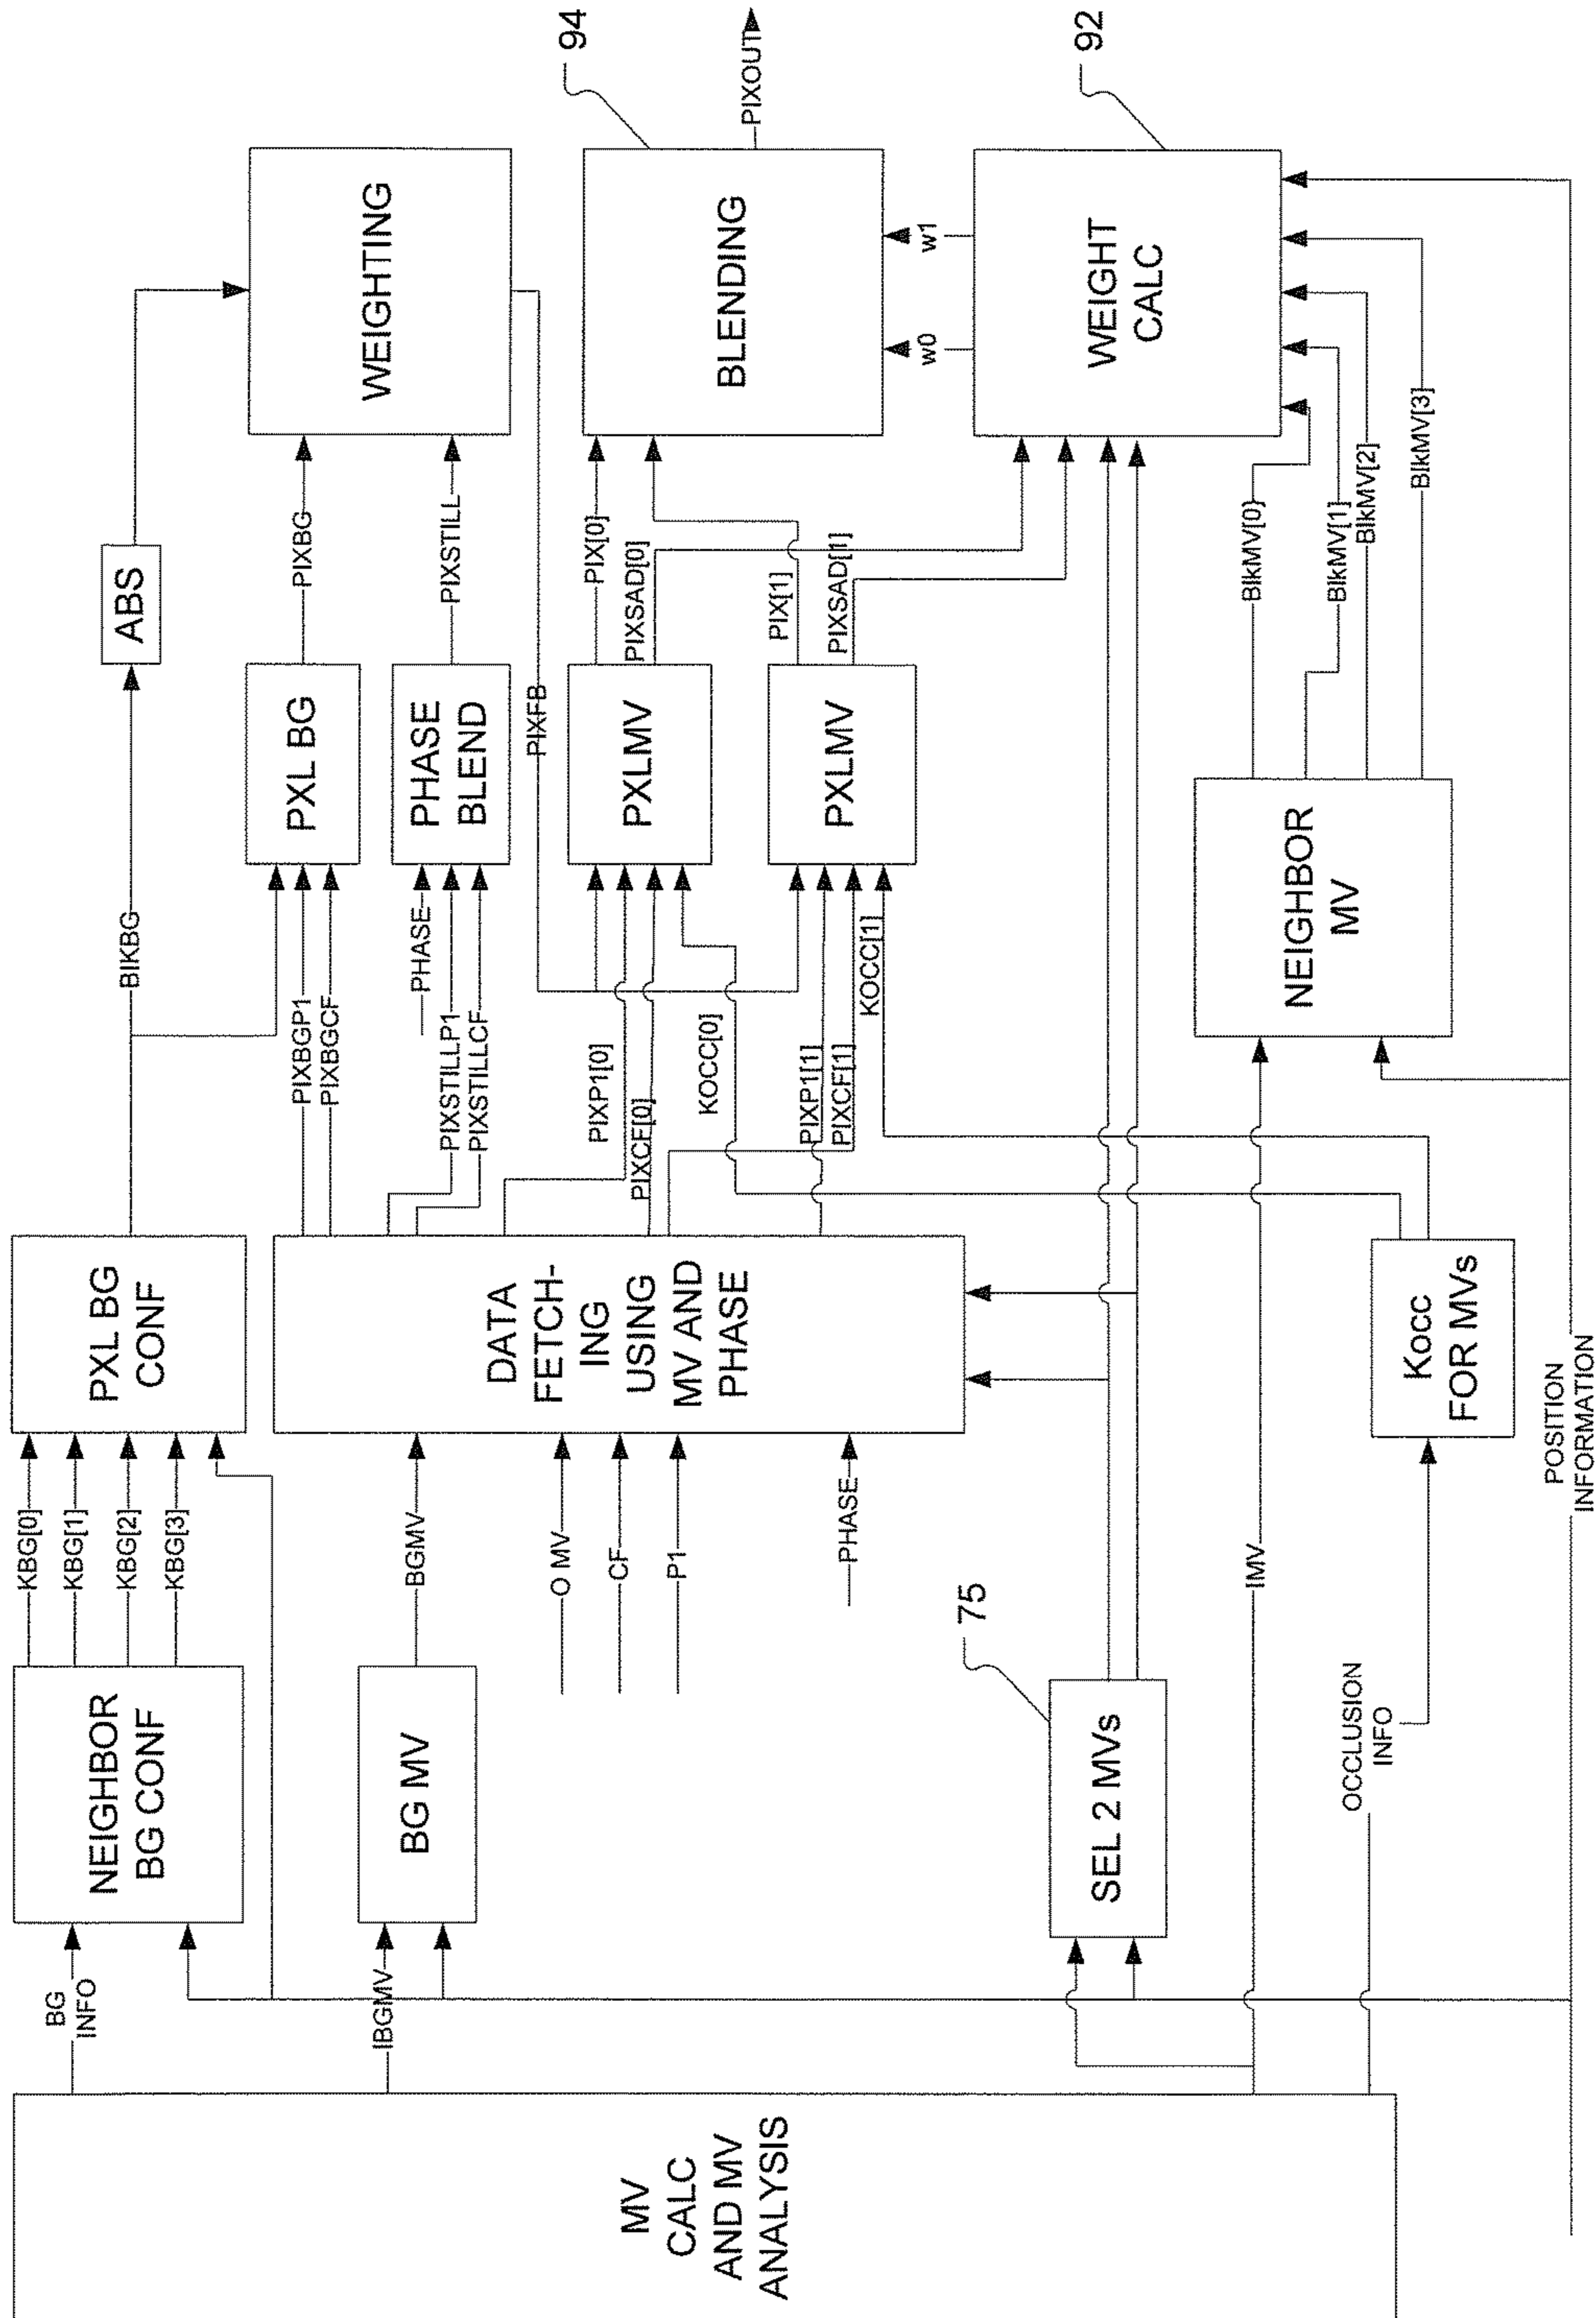 MV
CALC
AND MV
ANALYSIS
BG
INFO
IBGMV
IMV
OCCLUSION
INFO
POSITION
INFORMATION
NEIGHBOR
BG CONF
BG MV
SEL 2 MVs
75
KBG[0]
KBG[1]
KBG[2]
KBG[3]
BGMV
O MV
CF
P1
PHASE
PXL BG
CONF
DATA
FETCH-
ING
USING
MV AND
PHASE
Kocc
FOR MVs
BlKBG
PIXBGP1
PIXBGCF
PHASE
PIXSTILLP1
PIXSTILLCF
PIXP1[0]
PIXCF[0]
KOCC[0]
PIXP1[1]
PIXCF[1]
KOCC[1]
ABS
PXL BG
PHASE
BLEND
PIXFB
PXLMV
PXLMV
NEIGHBOR
MV
PIXBG
PIXSTILL
PIX[0]
PIXSAD[0]
PIX[1]
PIXSAD[1]
BlkMV[0}
BlkMV[1]
BlkMV[2]
BlkMV[3]
WEIGHTING
BLENDING
w0
w1
WEIGHT
CALC
94
PIXOUT
92